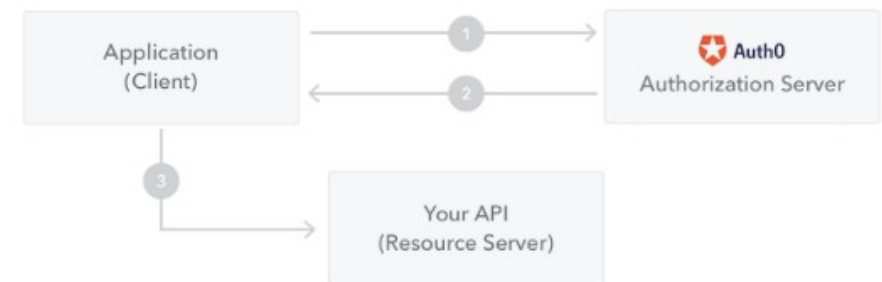 Application
(Client)
1
Auth0
Authorization Server
2
3
Your API
(Resource Server)